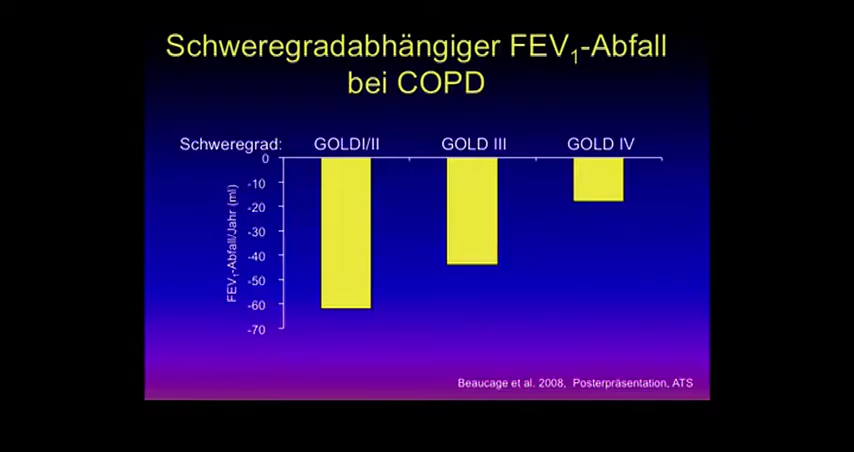 Schweregradabhängiger FEV₁-Abfall
bei COPD
Schweregrad: GOLDI/II GOLD III GOLD IV
FEV₁-Abfall/Jahr (ml)
0
-10
-20
-30
-40
-50
-60
-70
Beaucage et al. 2008, Posterpräsentation, ATS